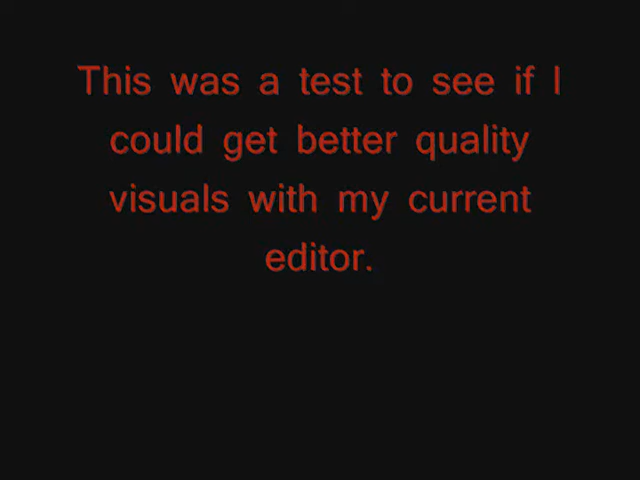 This was a test to see if I
could get better quality
visuals with my current
editor.